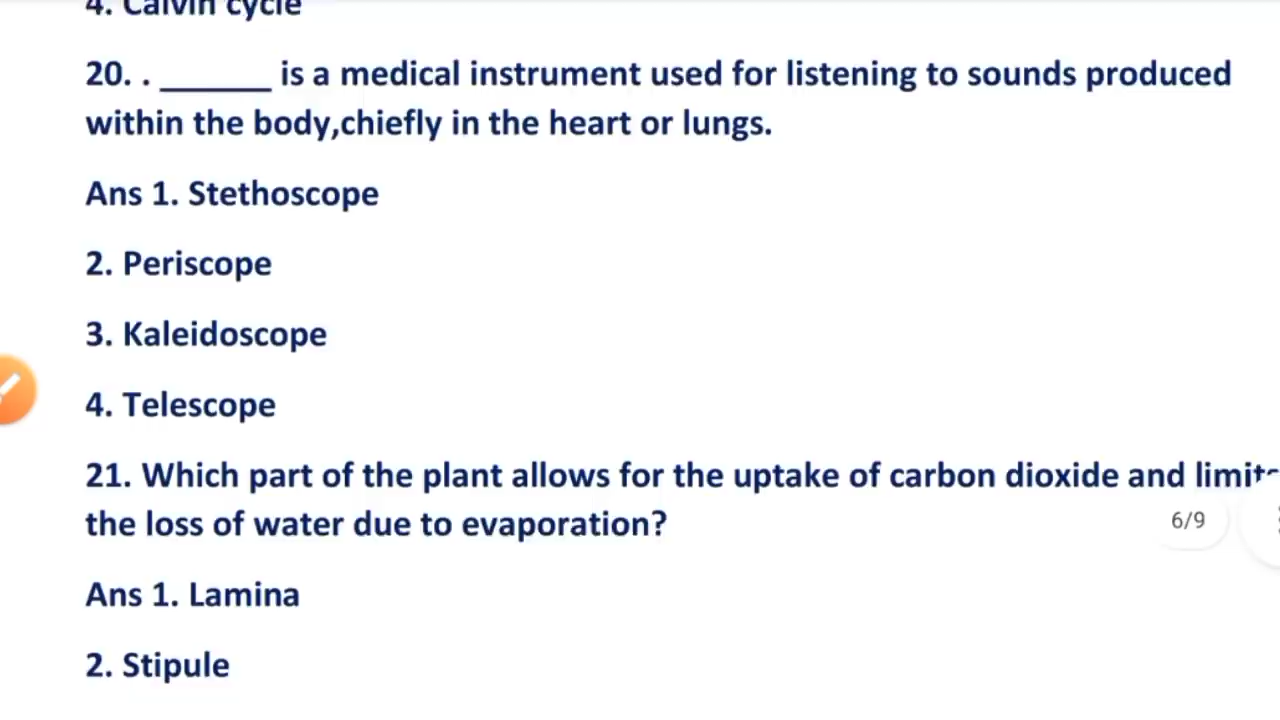 4. Calvin cycle
20. . ______ is a medical instrument used for listening to sounds produced
within the body,chiefly in the heart or lungs.
Ans 1. Stethoscope
2. Periscope
3. Kaleidoscope
4. Telescope
21. Which part of the plant allows for the uptake of carbon dioxide and limits
the loss of water due to evaporation?
6/9
Ans 1. Lamina
2. Stipule